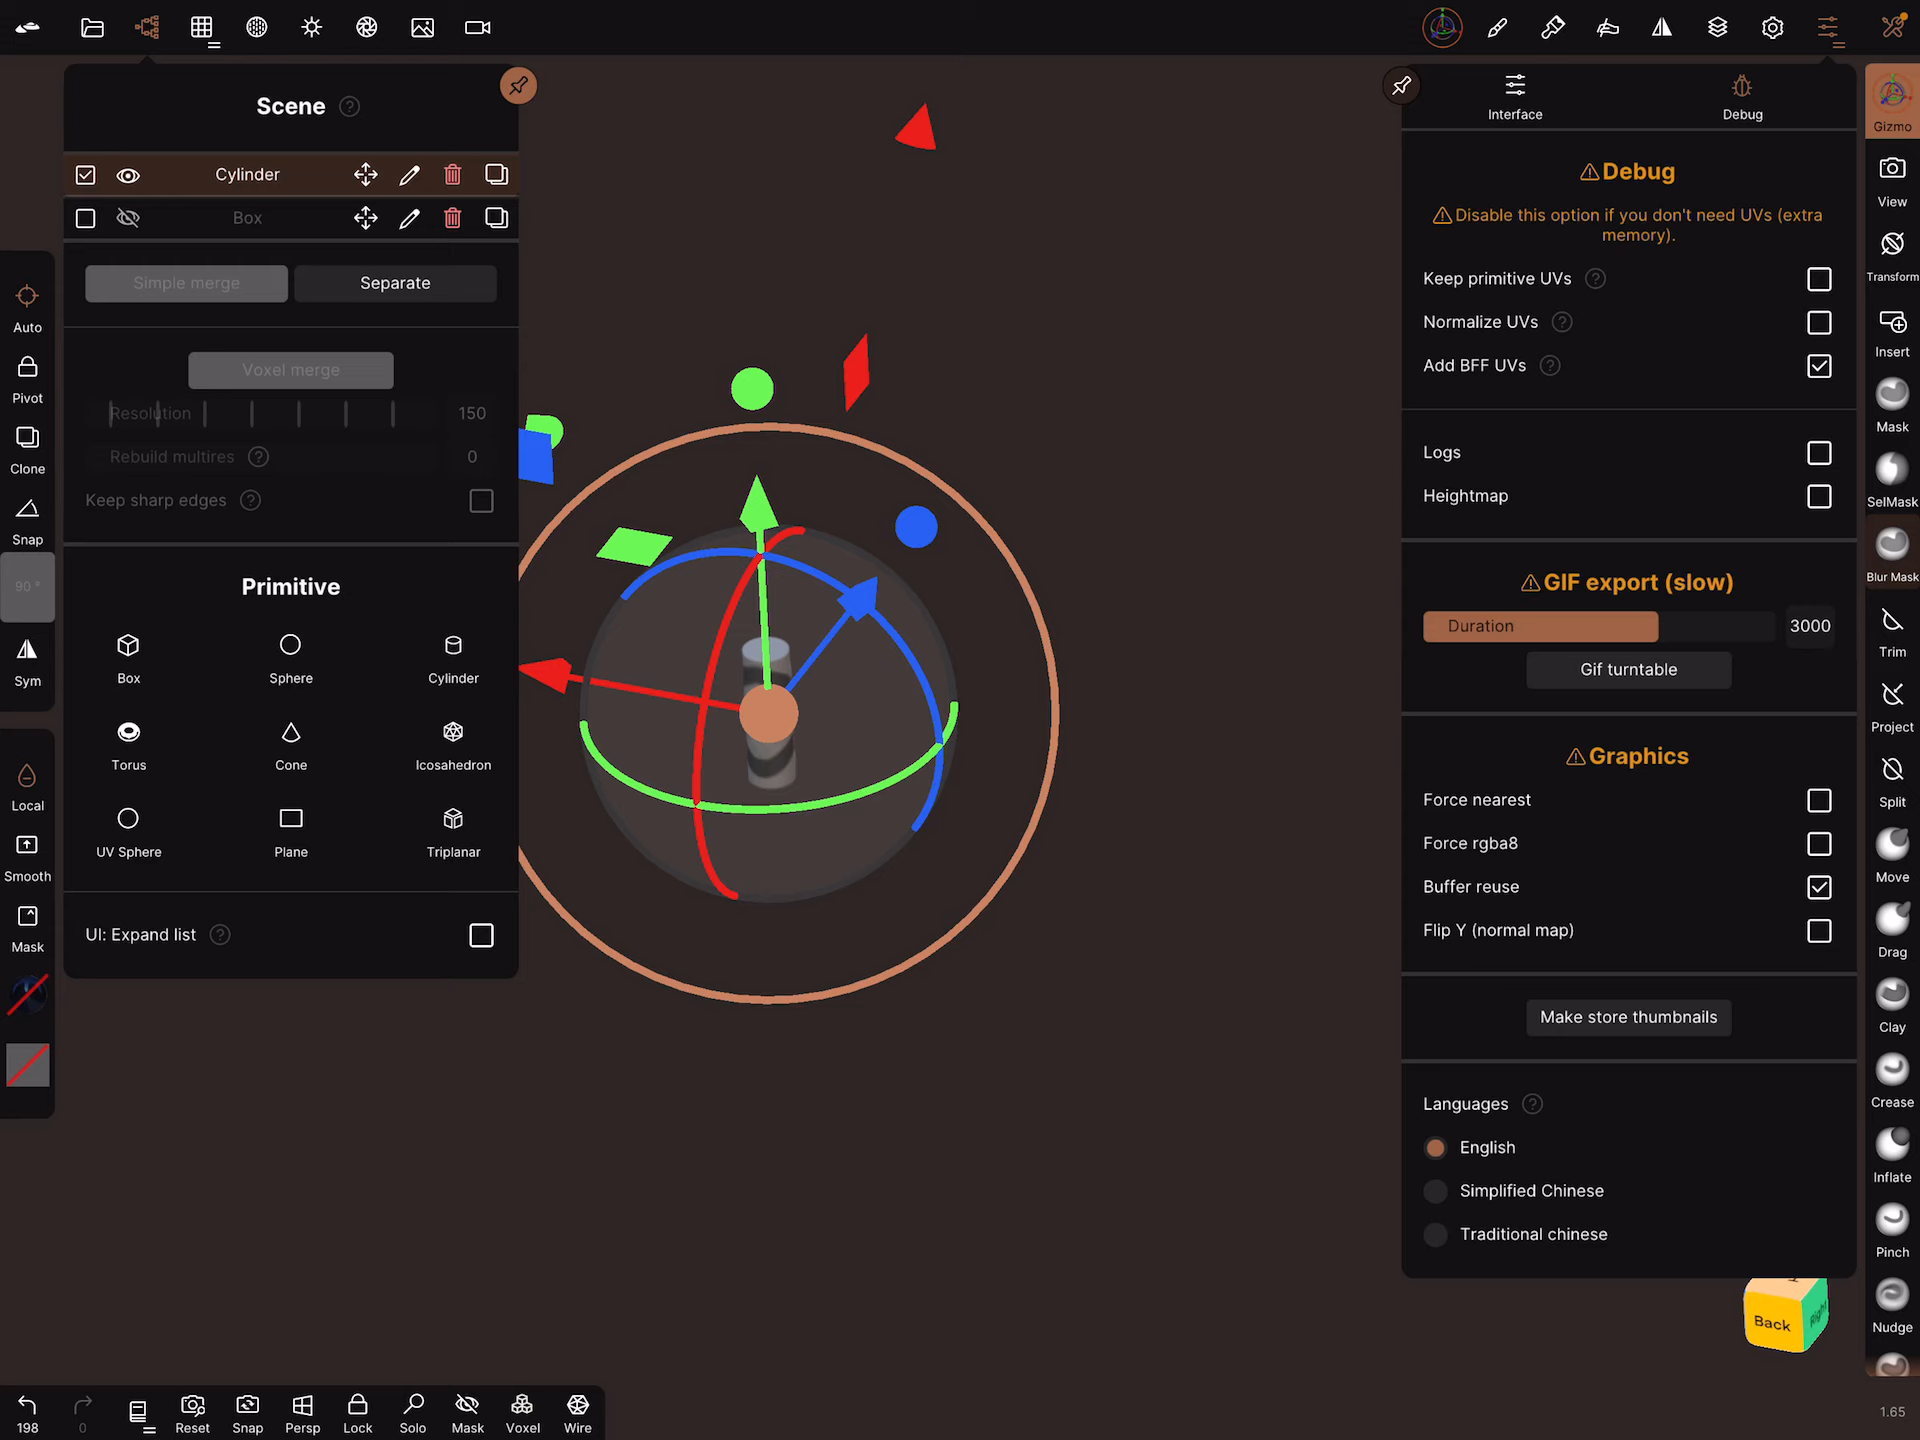 Scene
Cylinder
Box
Simple merge
Separate
Voxel merge
Resolution
150
Rebuild multires
0
Keep sharp edges
Primitive
Box
Sphere
Cylinder
Torus
Cone
Icosahedron
UV Sphere
Plane
Triplanar
UI: Expand list
Auto
Pivot
Clone
Snap
90 °
Sym
Local
Smooth
Mask
Interface
Debug
Debug
Disable this option if you don't need UVs (extra
memory).
Keep primitive UVs
Normalize UVs
Add BFF UVs
Logs
Heightmap
GIF export (slow)
Duration
3000
Gif turntable
Graphics
Force nearest
Force rgba8
Buffer reuse
Flip Y (normal map)
Make store thumbnails
Languages
English
Simplified Chinese
Traditional chinese
Back
Right
Gizmo
View
Transform
Insert
Mask
SelMask
Blur Mask
Trim
Project
Split
Move
Drag
Clay
Crease
Inflate
Pinch
Nudge
1.65
198
0
Reset
Snap
Persp
Lock
Solo
Mask
Voxel
Wire